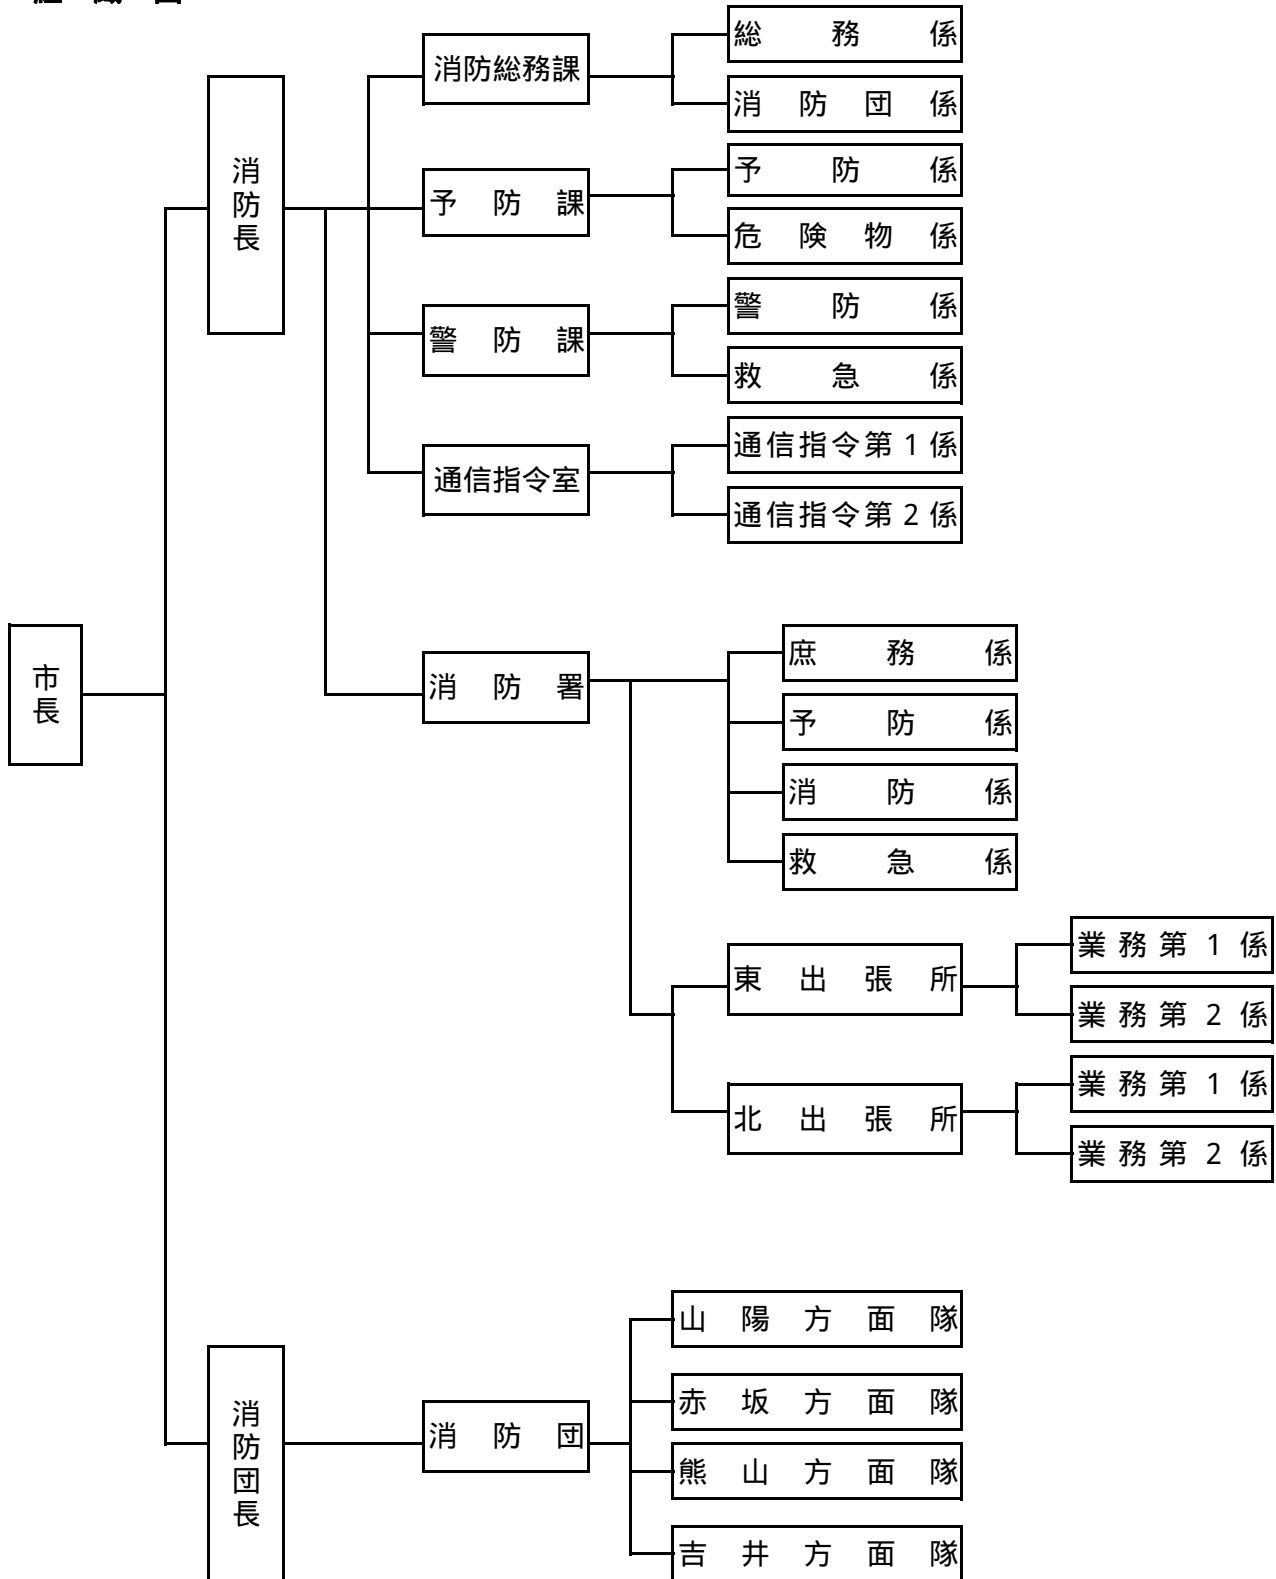 組織図
総務係
消防総務課
消防団係
消防長
予防係
予防課
危険物係
警防係
警防課
救急係
通信指令第1係
通信指令室
通信指令第2係
市長
庶務係
消防署
予防係
消防係
救急係
業務第1係
東出張所
業務第2係
業務第1係
北出張所
業務第2係
山陽方面隊
赤坂方面隊
消防団長
消防団
熊山方面隊
吉井方面隊